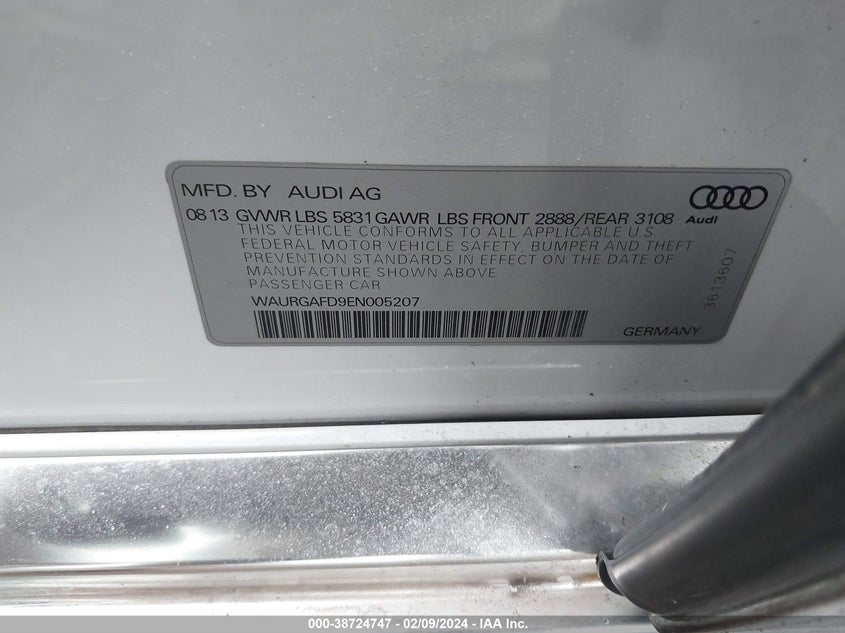 MFD. BY AUDI AG
Audi
08 13 GVWR LBS 5831 GAWR LBS FRONT 2888/REAR 3108
THIS VEHICLE CONFORMS TO ALL APPLICABLE U.S
FEDERAL MOTOR VEHICLE SAFETY, BUMPER AND THEFT
PREVENTION STANDARDS IN EFFECT ON THE DATE OF
MANUFACTURE SHOWN ABOVE
PASSENGER CAR
WAURGAFD9EN005207
3613607
GERMANY
000-38724747 - 02/09/2024 - IAA Inc.